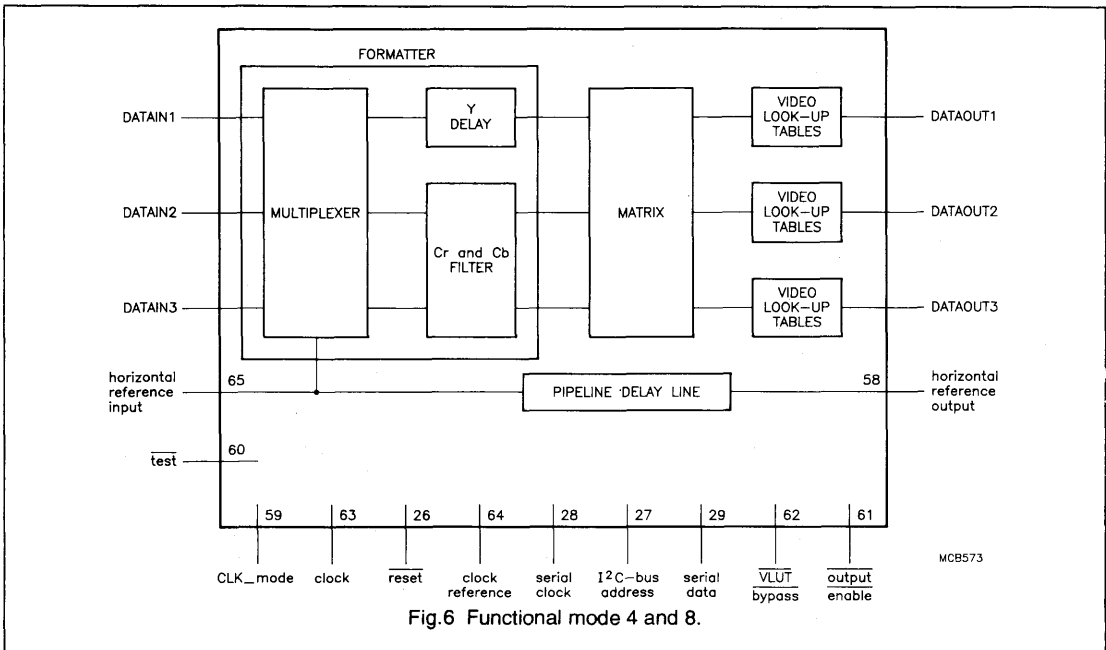 FORMATTER
DATAIN1
DATAIN2
DATAIN3
MULTIPLEXER
Y
DELAY
Cr and Cb
FILTER
MATRIX
VIDEO
LOOK-UP
TABLES
VIDEO
LOOK-UP
TABLES
VIDEO
LOOK-UP
TABLES
DATAOUT1
DATAOUT2
DATAOUT3
horizontal
reference
input
65
PIPELINE DELAY LINE
58
horizontal
reference
output
test
60
59
63
26
64
28
27
29
62
61
CLK_mode
clock
reset
clock
reference
serial
clock
I²C-bus
address
serial
data
VLUT
bypass
output
enable
MCB573
Fig.6 Functional mode 4 and 8.